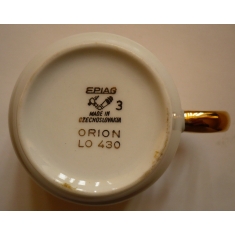 EPIAG
3
MADE IN
CZECHOSLOVAKIA
ORION
LO 430